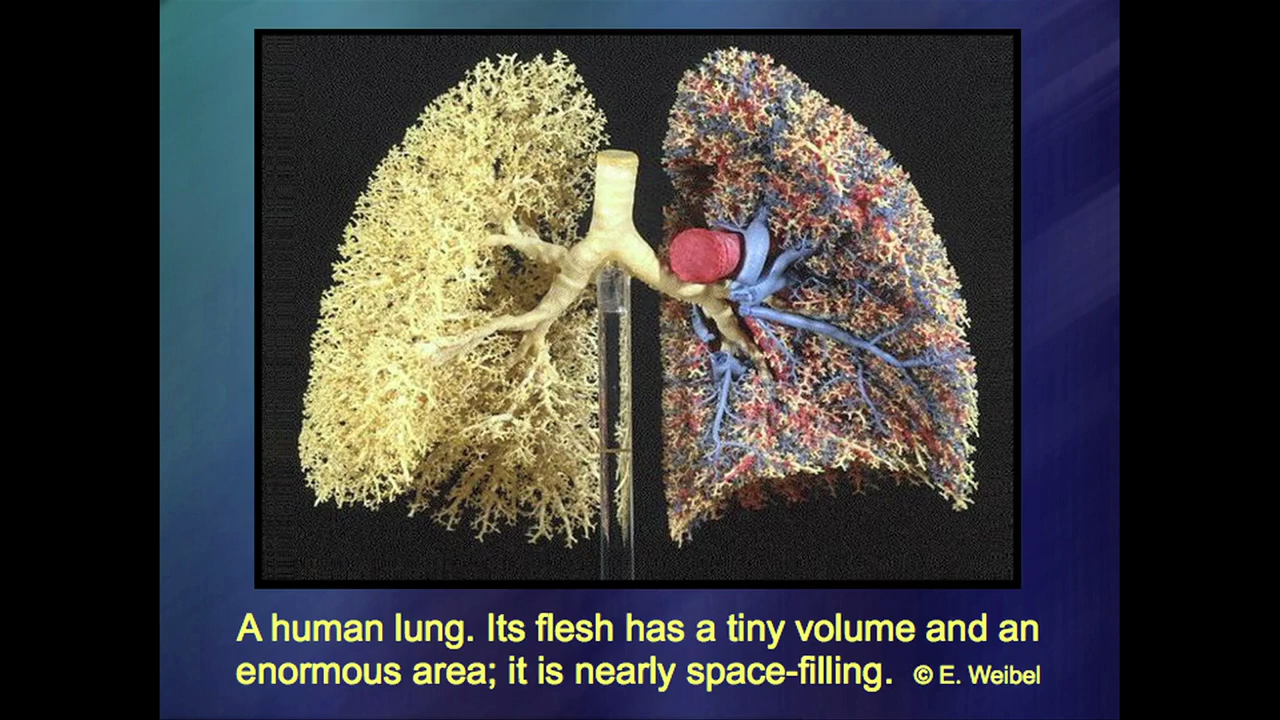 A human lung. Its flesh has a tiny volume and an
enormous area; it is nearly space-filling. © E. Weibel